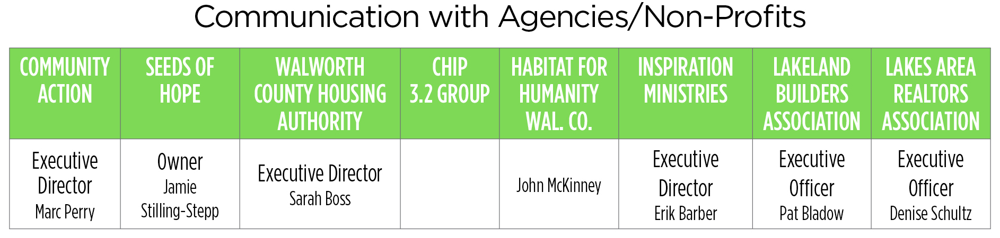 Communication with Agencies/Non-Profits
COMMUNITY
ACTION
SEEDS OF
HOPE
WALWORTH
COUNTY HOUSING
AUTHORITY
CHIP
3.2 GROUP
HABITAT FOR
HUMANITY
WAL. CO.
INSPIRATION
MINISTRIES
LAKELAND
BUILDERS
ASSOCIATION
LAKES AREA
REALTORS
ASSOCIATION
Executive
Director
Marc Perry
Owner
Jamie
Stilling-Stepp
Executive Director
Sarah Boss
John McKinney
Executive
Director
Erik Barber
Executive
Officer
Pat Bladow
Executive
Officer
Denise Schultz